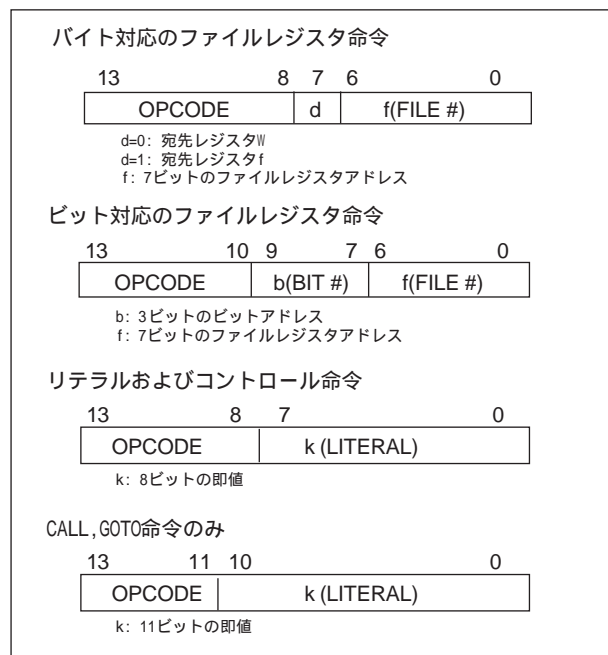 バイト対応のファイルレジスタ命令
13 8 7 6 0
OPCODE d f(FILE #)
d=0: 宛先レジスタW
d=1: 宛先レジスタf
f: 7ビットのファイルレジスタアドレス
ビット対応のファイルレジスタ命令
13 10 9 7 6 0
OPCODE b(BIT #) f(FILE #)
b: 3ビットのビットアドレス
f: 7ビットのファイルレジスタアドレス
リテラルおよびコントロール命令
13 8 7 0
OPCODE k (LITERAL)
k: 8ビットの即値
CALL,GOTO命令のみ
13 11 10 0
OPCODE k (LITERAL)
k: 11ビットの即値